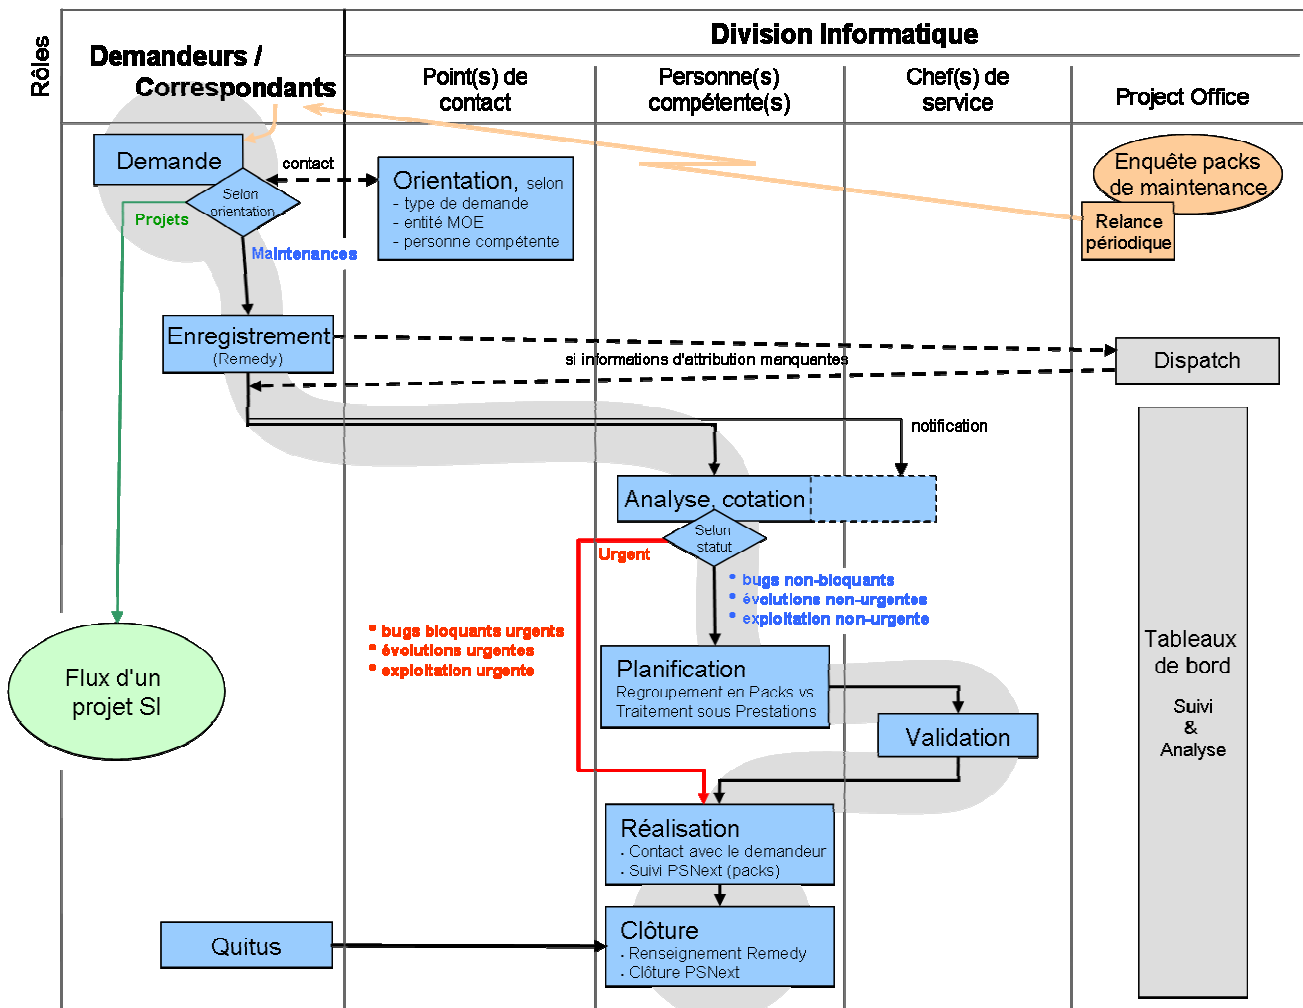 Rôles
Demandeurs /
Correspondants
Division Informatique
Point(s) de
contact
Personne(s)
compétente(s)
Chef(s) de
service
Project Office
Demande
Selon
orientation
contact
Orientation, selon
- type de demande
- entité MOE
- personne compétente
Enquête packs
de maintenance
Relance
périodique
Projets
Maintenances
Enregistrement
(Remedy)
si informations d'attribution manquantes
Dispatch
notification
Analyse, cotation
Selon
statut
Urgent
* bugs non-bloquants
* évolutions non-urgentes
* exploitation non-urgente
* bugs bloquants urgents
* évolutions urgentes
* exploitation urgente
Flux d'un
projet SI
Planification
Regroupement en Packs vs
Traitement sous Prestations
Validation
Tableaux
de bord
Suivi
&
Analyse
Réalisation
. Contact avec le demandeur
. Suivi PSNext (packs)
Quitus
Clôture
. Renseignement Remedy
. Clôture PSNext